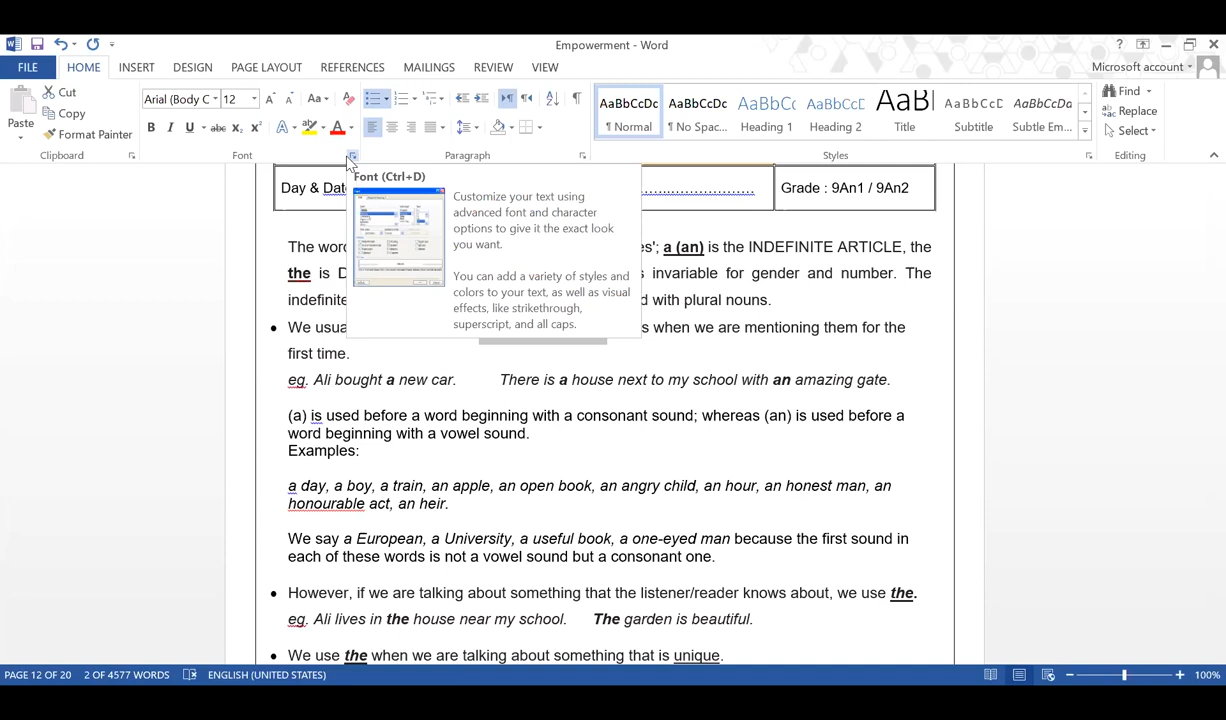 Empowerment - Word
FILE HOME INSERT DESIGN PAGE LAYOUT REFERENCES MAILINGS REVIEW VIEW Microsoft account
Paste
Cut
Copy
Format Painter
Clipboard
Arial (Body C 12 Aa
B I U abc X₂ X² A A
Font
Paragraph
AaBbCcDc AaBbCcDc AaBbCc AaBbCcD AaB AaBbCcD AaBbCcDc
¶ Normal ¶ No Spac... Heading 1 Heading 2 Title Subtitle Subtle Em...
Styles
Find
Replace
Select
Editing
Font (Ctrl+D)
Customize your text using
advanced font and character
options to give it the exact look
you want.
You can add a variety of styles and
colors to your text, as well as visual
effects, like strikethrough,
superscript, and all caps.
Day & Date Grade : 9An1 / 9An2
The word es'; a (an) is the INDEFINITE ARTICLE, the
the is D s invariable for gender and number. The
indefinite d with plural nouns.
• We usua s when we are mentioning them for the
first time.
eg. Ali bought a new car. There is a house next to my school with an amazing gate.
(a) is used before a word beginning with a consonant sound; whereas (an) is used before a
word beginning with a vowel sound.
Examples:
a day, a boy, a train, an apple, an open book, an angry child, an hour, an honest man, an
honourable act, an heir.
We say a European, a University, a useful book, a one-eyed man because the first sound in
each of these words is not a vowel sound but a consonant one.
• However, if we are talking about something that the listener/reader knows about, we use the.
eg. Ali lives in the house near my school. The garden is beautiful.
• We use the when we are talking about something that is unique.
PAGE 12 OF 20 2 OF 4577 WORDS ENGLISH (UNITED STATES) 100%